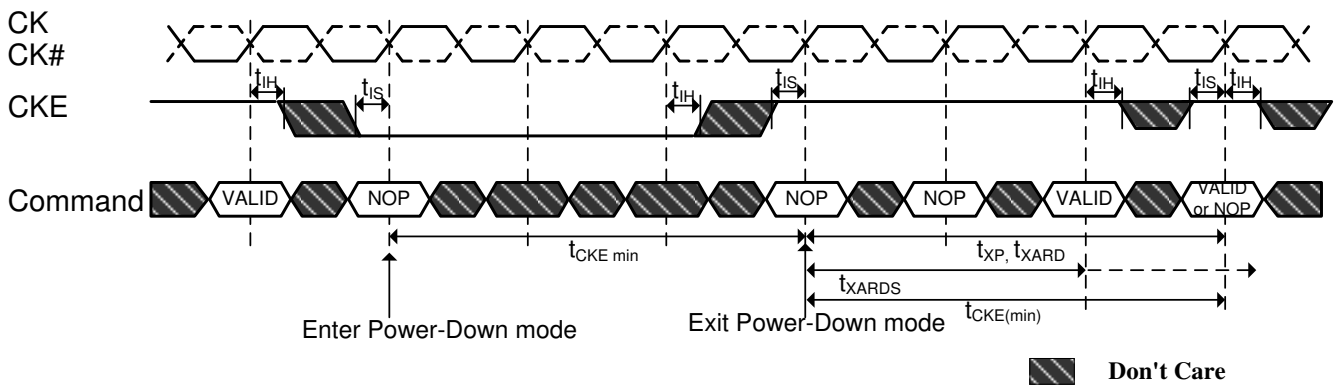 CK
CK#
tIH
tIS
tIH
tIS
tIH
tIS
tIH
CKE
Command
VALID
NOP
NOP
NOP
VALID
VALID
or NOP
tCKE min
tXP, tXARD
tXARDS
tCKE(min)
Enter Power-Down mode
Exit Power-Down mode
Don't Care